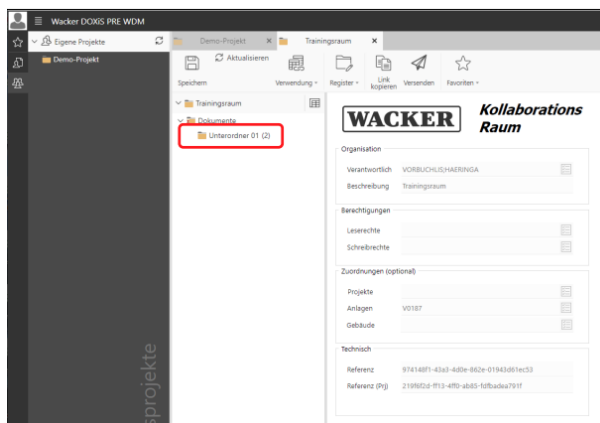 Wacker DOXiS PRE WDM
Eigene Projekte
Demo-Projekt
Trainingsraum
Demo-Projekt
Aktualisieren
Speichern
Verwendung
Register
Link kopieren
Versenden
Favoriten
Trainingsraum
Dokumente
Unterordner 01 (2)
WACKER
Kollaborations
Raum
Organisation
Verantwortlich VORBUCHLIS;HAERINGA
Beschreibung Trainingsraum
Berechtigungen
Leserechte
Schreibrechte
Zuordnungen (optional)
Projekte
Anlagen V0187
Gebäude
Technisch
Referenz 974148f1-43a3-4d0e-862e-01943d61ec53
Referenz (Prj) 219f6f2d-ff13-4ff0-ab85-fdfbadea791f
sprojekte